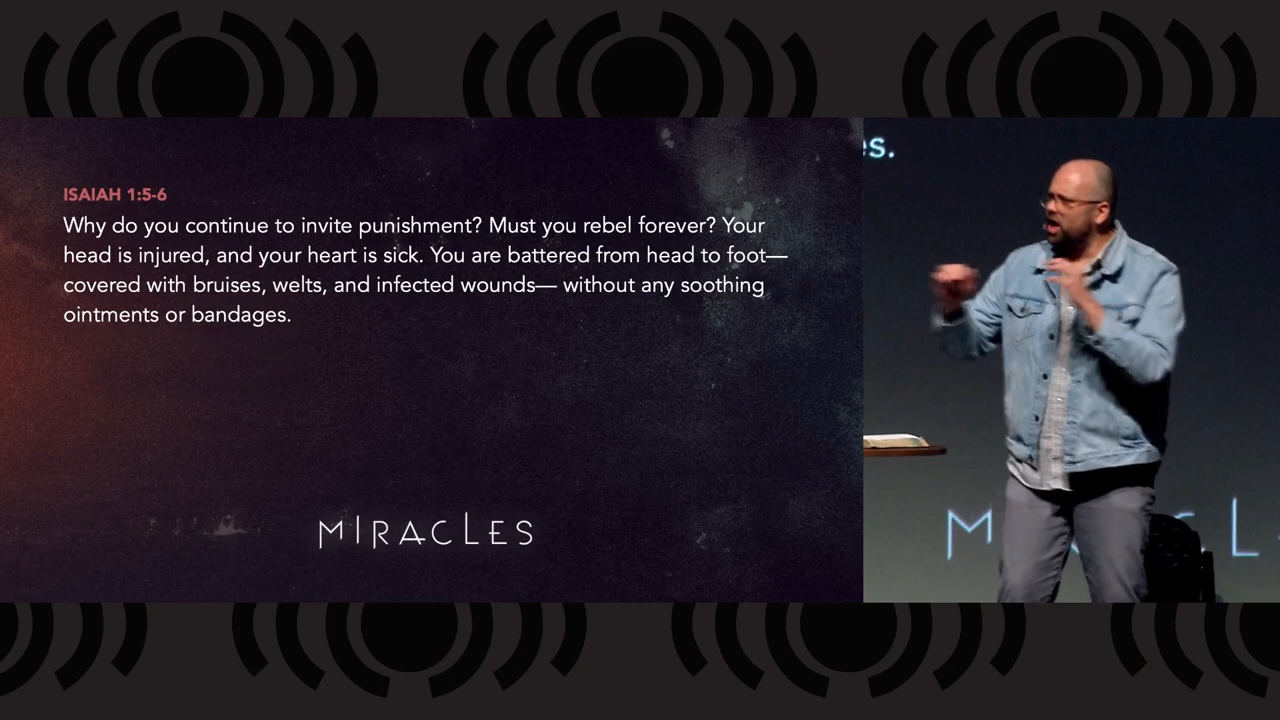 ISAIAH 1:5-6
Why do you continue to invite punishment? Must you rebel forever? Your
head is injured, and your heart is sick. You are battered from head to foot—
covered with bruises, welts, and infected wounds— without any soothing
ointments or bandages.
MIRACLES
es.
M C L